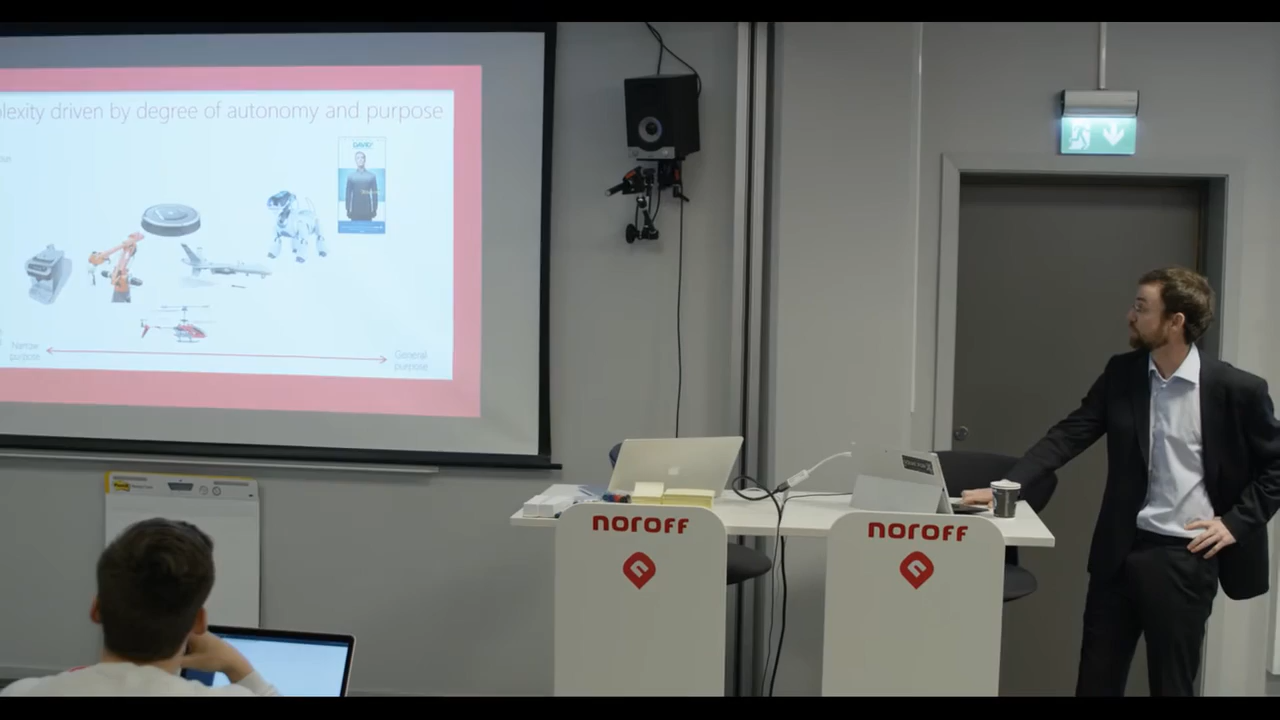 plexity driven by degree of autonomy and purpose
DAVID
Narrow
purpose
General
purpose
noroff
noroff